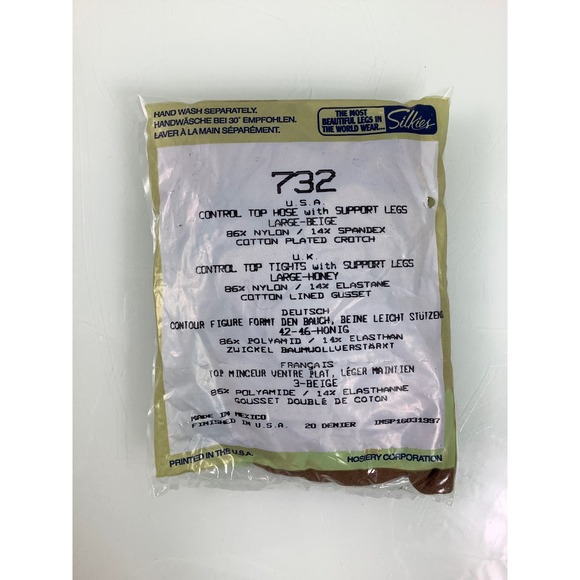 HAND WASH SEPARATELY.
HANDWÄSCHE BEI 30° EMPFOHLEN.
LAVER À LA MAIN SÉPARÉMENT.
THE MOST
BEAUTIFUL LEGS IN
THE WORLD WEAR...
Silkies
732
U.S.A.
CONTROL TOP HOSE with SUPPORT LEGS
LARGE-BEIGE
86% NYLON / 14% SPANDEX
COTTON PLATED CROTCH
U.K.
CONTROL TOP TIGHTS with SUPPORT LEGS
LARGE-HONEY
86% NYLON / 14% ELASTANE
COTTON LINED GUSSET
DEUTSCH
CONTOUR FIGURE FORMT DEN BAUCH, BEINE LEICHT STÜTZEND
42-46-HONIG
86% POLYAMID / 14% ELASTHAN
ZWICKEL BAUMWOLLVERSTÄRKT
FRANÇAIS
TOP MINCEUR VENTRE PLAT, LÉGER MAINTIEN
3-BEIGE
86% POLYAMIDE / 14% ELASTHANNE
GOUSSET DOUBLÉ DE COTON
MADE IN MEXICO
FINISHED IN U.S.A. 20 DENIER INSP16031997
PRINTED IN THE U.S.A. HOSIERY CORPORATION